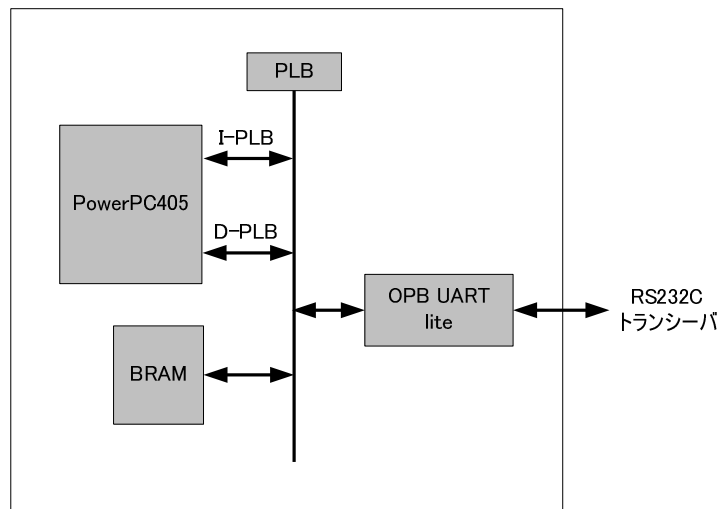 PLB
I-PLB
PowerPC405
D-PLB
OPB UART
lite
RS232C
トランシーバ
BRAM